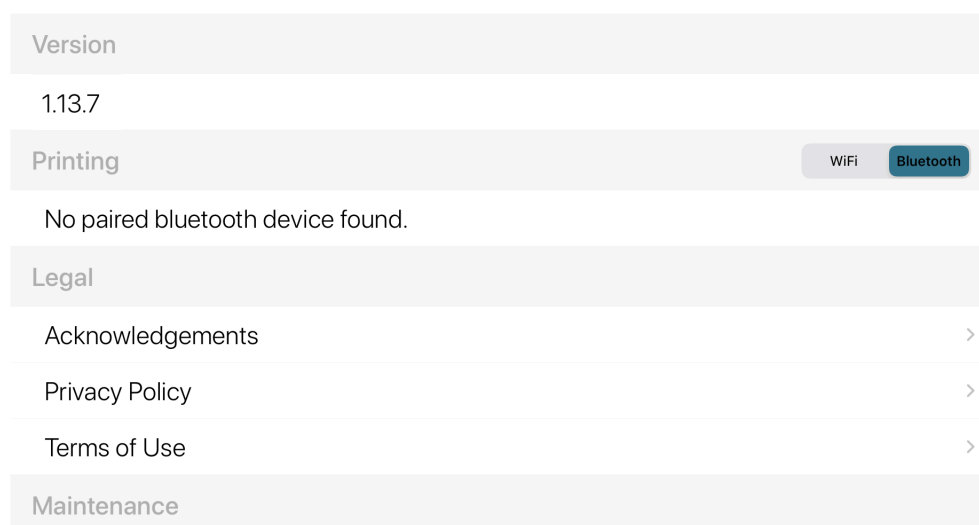 Version
1.13.7
Printing
WiFi
Bluetooth
No paired bluetooth device found.
Legal
Acknowledgements
Privacy Policy
Terms of Use
Maintenance